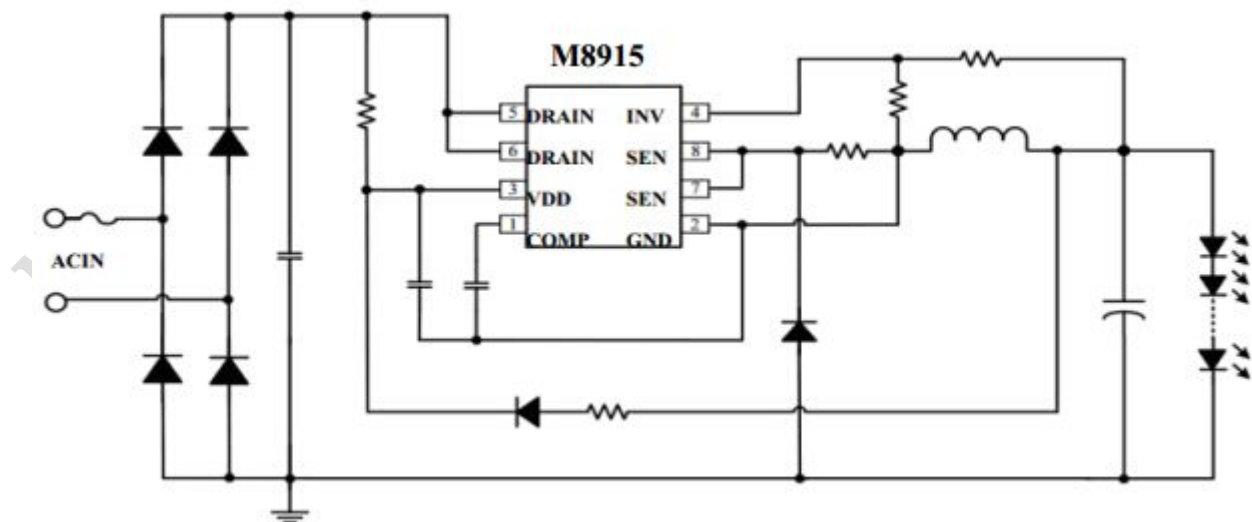 M8915
5 DRAIN INV 4
6 DRAIN SEN 8
3 VDD SEN 7
1 COMP GND 2
ACIN